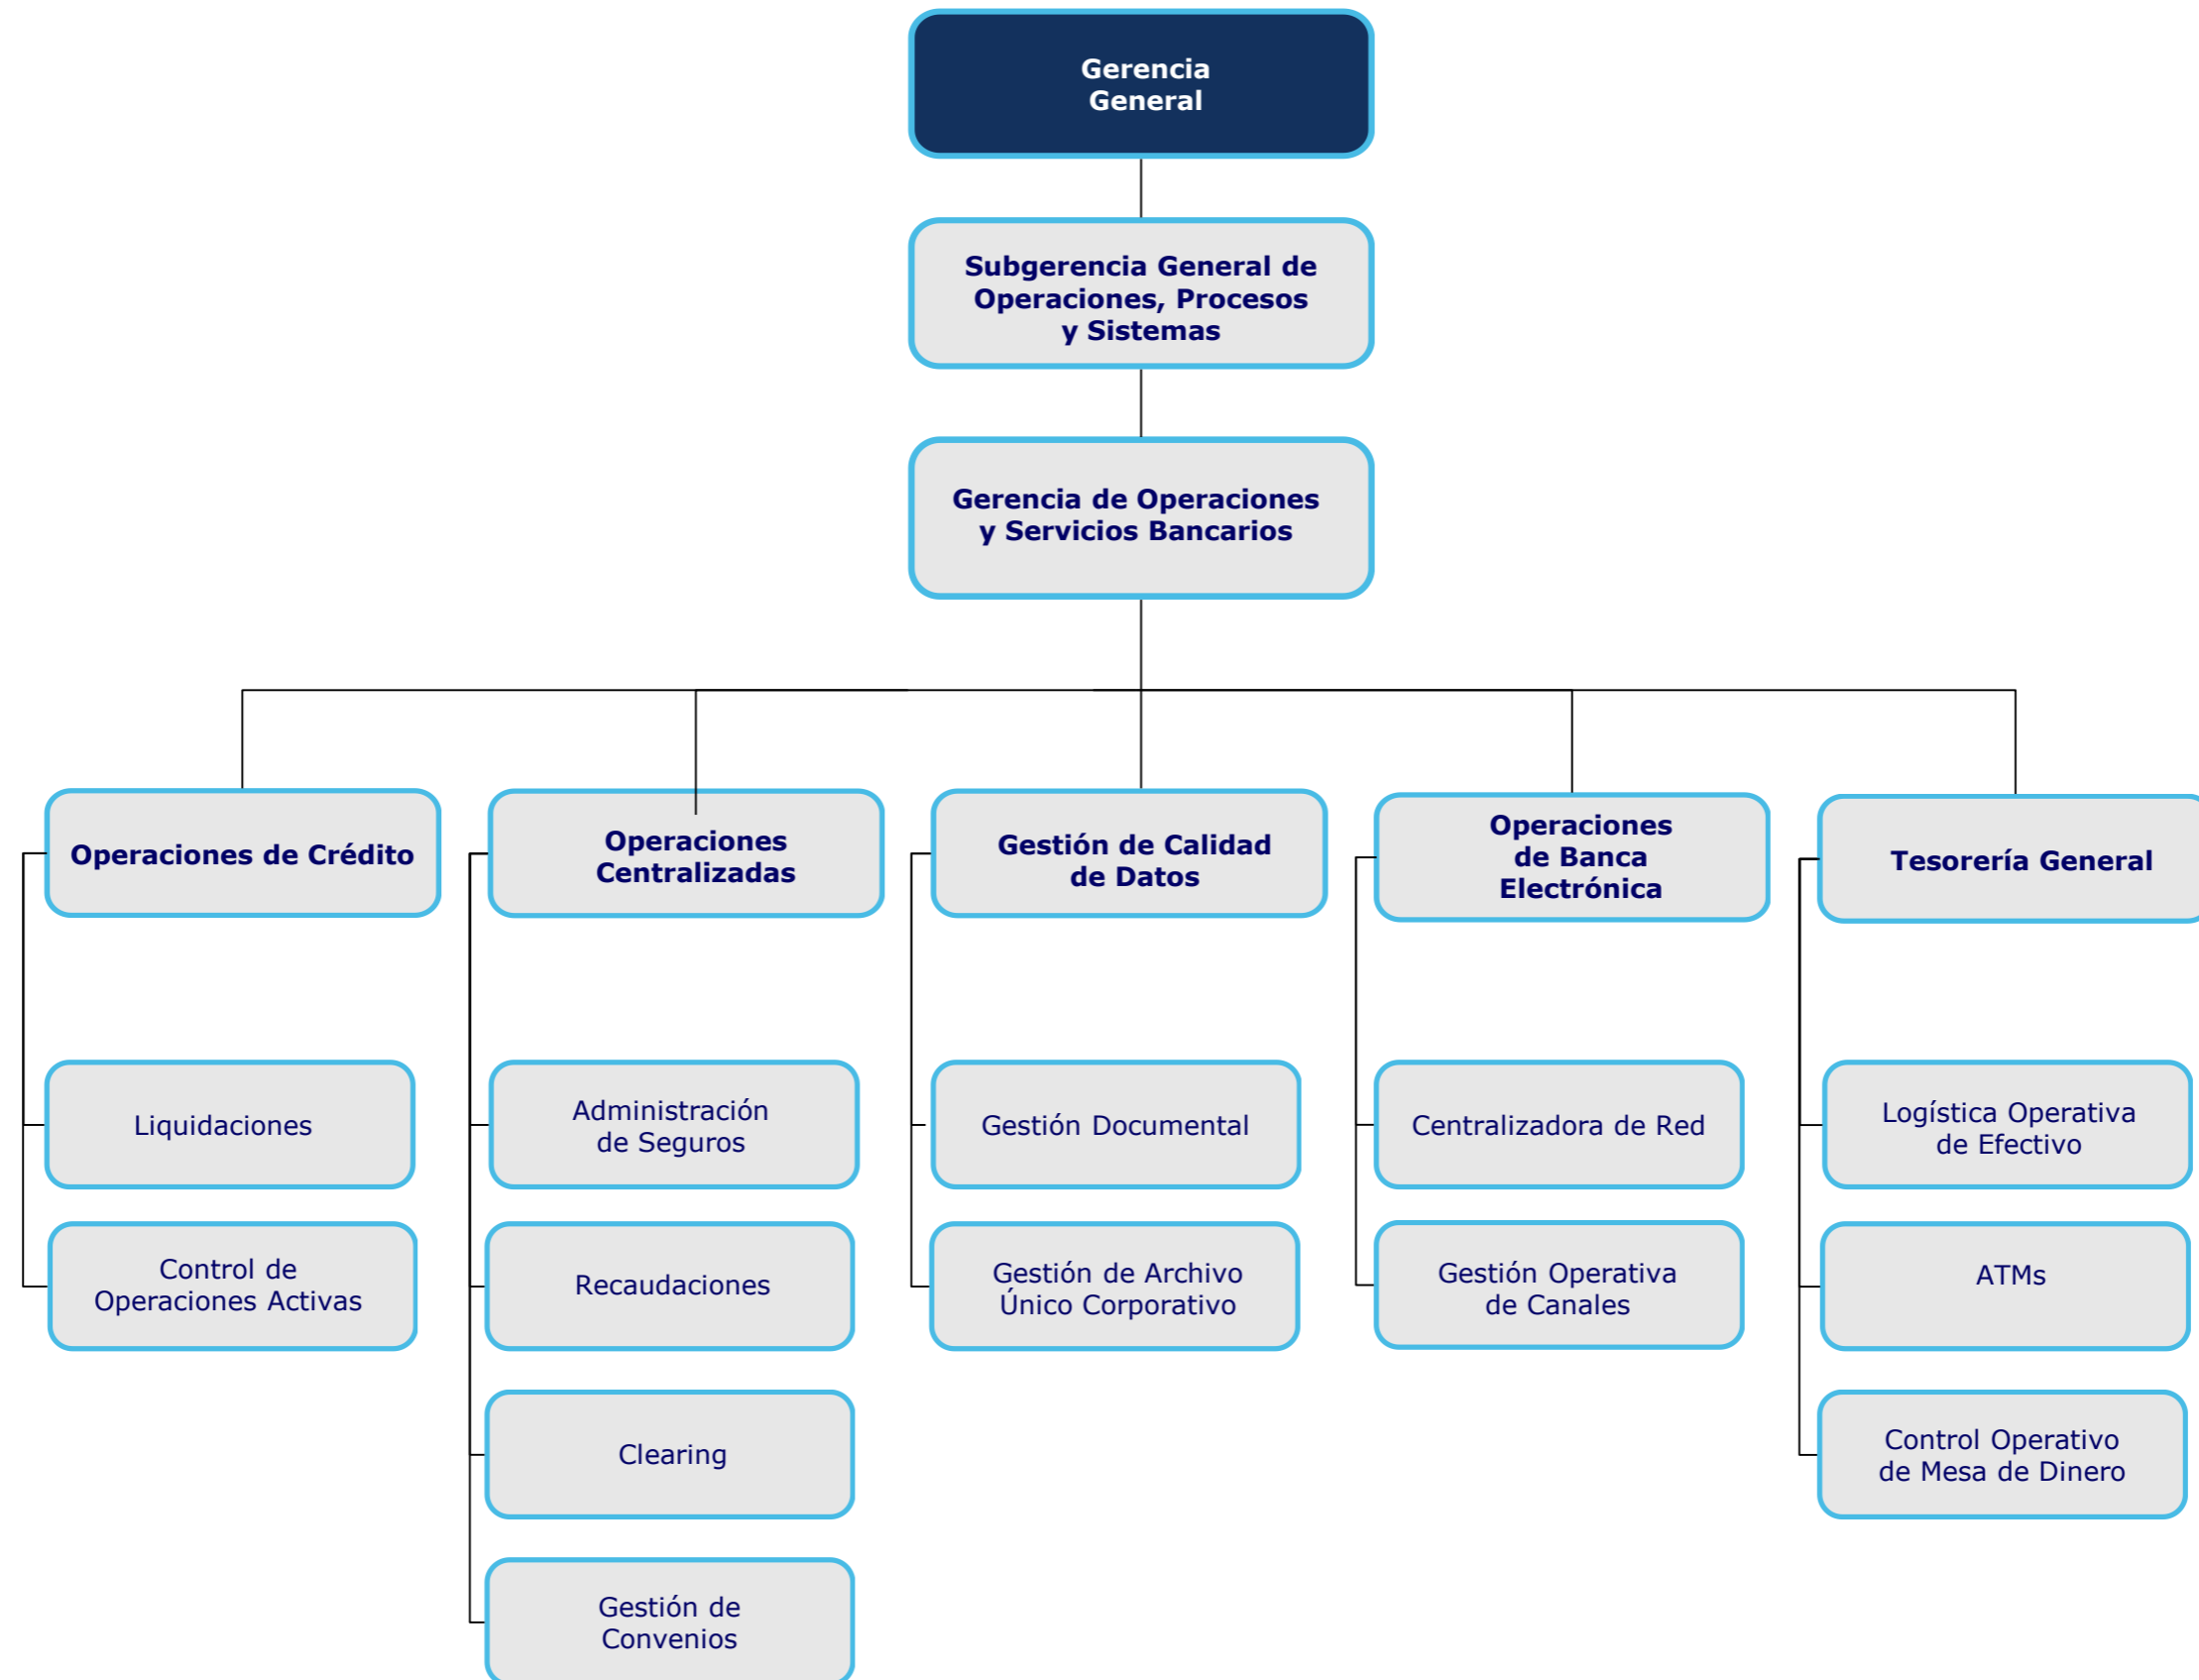 Gerencia
General
Subgerencia General de
Operaciones, Procesos
y Sistemas
Gerencia de Operaciones
y Servicios Bancarios
Operaciones de Crédito
Operaciones
Centralizadas
Gestión de Calidad
de Datos
Operaciones
de Banca
Electrónica
Tesorería General
Liquidaciones
Administración
de Seguros
Gestión Documental
Centralizadora de Red
Logística Operativa
de Efectivo
Control de
Operaciones Activas
Recaudaciones
Gestión de Archivo
Único Corporativo
Gestión Operativa
de Canales
ATMs
Clearing
Control Operativo
de Mesa de Dinero
Gestión de
Convenios